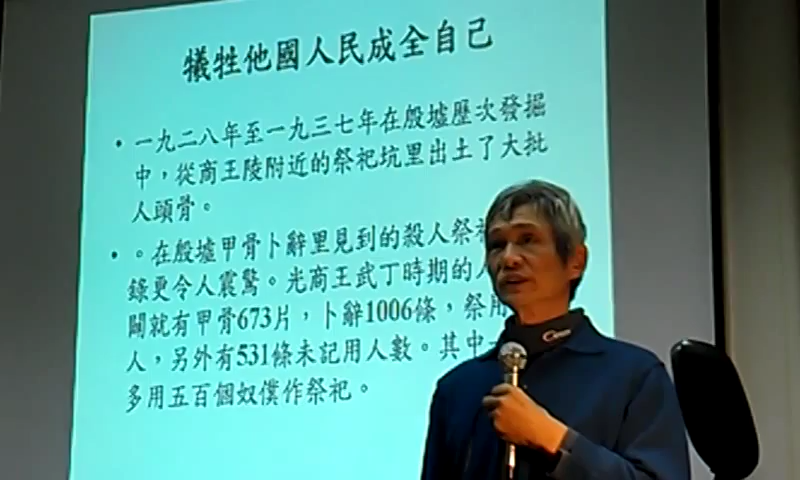 犧牲他國人民成全自己
• 一九二八年至一九三七年在殷墟歷次發掘
中，從商王陵附近的祭祀坑里出土了大批
人頭骨。
• 。在殷墟甲骨卜辭里見到的殺人祭
錄更令人震驚。光商王武丁時期的人
關就有甲骨673片，卜辭1006條，祭用
人，另外有531條未記用人數。其中
多用五百個奴僕作祭祀。